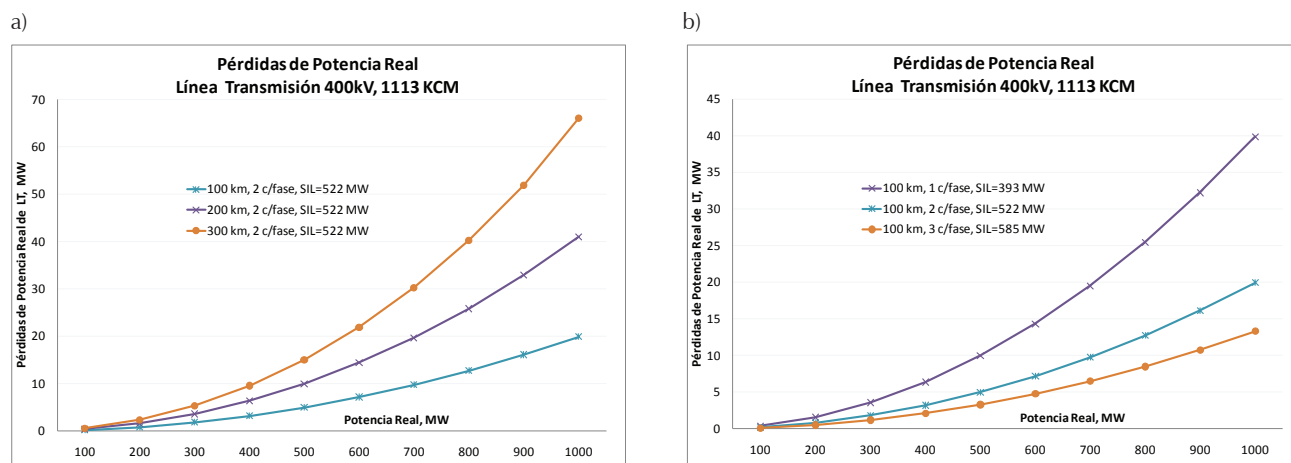 a)
Pérdidas de Potencia Real
Línea Transmisión 400kV, 1113 KCM
Pérdidas de Potencia Real de LT, MW
70
60
50
40
30
20
10
0
100 km, 2 c/fase, SIL=522 MW
200 km, 2 c/fase, SIL=522 MW
300 km, 2 c/fase, SIL=522 MW
Potencia Real, MW
100 200 300 400 500 600 700 800 900 1000
b)
Pérdidas de Potencia Real
Línea Transmisión 400kV, 1113 KCM
Pérdidas de Potencia Real de LT, MW
45
40
35
30
25
20
15
10
5
0
100 km, 1 c/fase, SIL=393 MW
100 km, 2 c/fase, SIL=522 MW
100 km, 3 c/fase, SIL=585 MW
Potencia Real, MW
100 200 300 400 500 600 700 800 900 1000